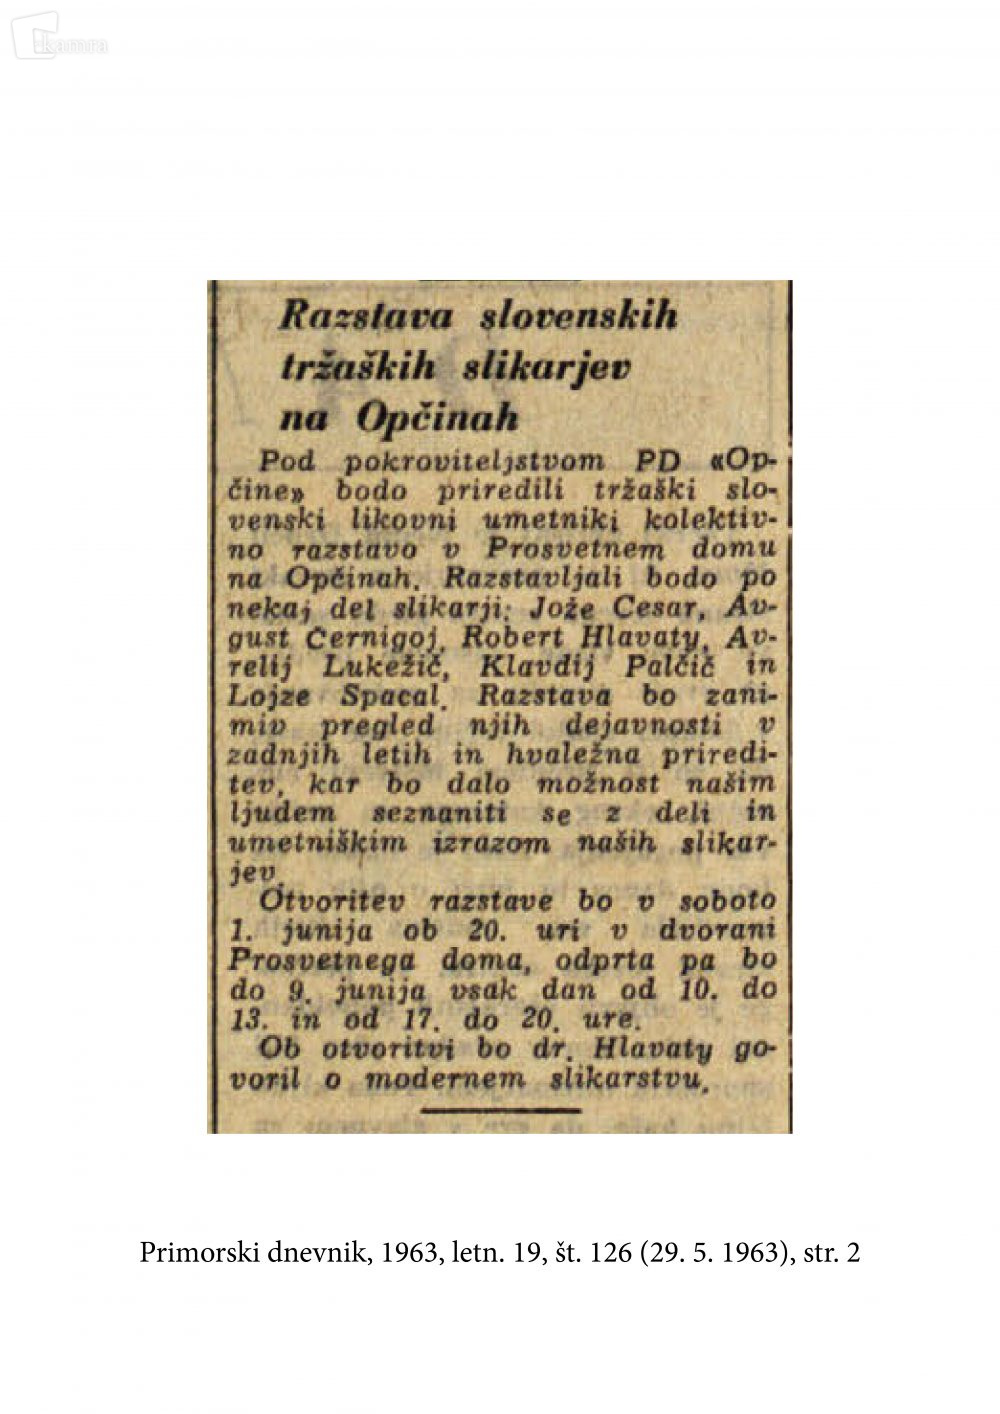 kamra
Razstava slovenskih
tržaških slikarjev
na Opčinah
Pod pokroviteljstvom PD «Op-
čine» bodo priredili tržaški slo-
venski likovni umetniki kolektiv-
no razstavo v Prosvetnem domu
na Opčinah. Razstavljali bodo po
nekaj del slikarji: Jože Cesar, Av-
gust Černigoj, Robert Hlavaty, Av-
relij Lukežič, Klavdij Palčič in
Lojze Spacal. Razstava bo zani-
miv pregled njih dejavnosti v
zadnjih letih in hvaležna priredi-
tev, kar bo dalo možnost našim
ljudem seznaniti se z deli in
umetniškim izrazom naših slikar-
jev.
Otvoritev razstave bo v soboto
1. junija ob 20. uri v dvorani
Prosvetnega doma, odprta pa bo
do 9. junija vsak dan od 10. do
13. in od 17. do 20. ure.
Ob otvoritvi bo dr. Hlavaty go-
voril o modernem slikarstvu.
Primorski dnevnik, 1963, letn. 19, št. 126 (29. 5. 1963), str. 2